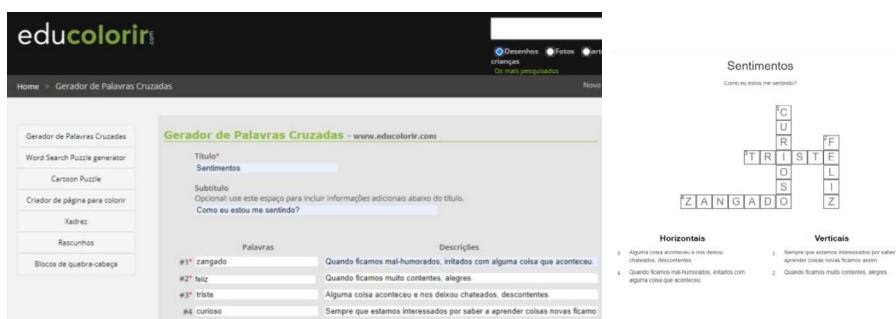 educolorir.com
Desenhos Fotos
crianças
Os mais pesquisados
Home > Gerador de Palavras Cruzadas Novo
Gerador de Palavras Cruzadas
Word Search Puzzle generator
Cartoon Puzzle
Criador de página para colorir
Xadrez
Rascunhos
Blocos de quebra-cabeça
Gerador de Palavras Cruzadas - www.educolorir.com
Título*
Sentimentos
Subtítulo
Opcional: use este espaço para incluir informações adicionais abaixo do título.
Como eu estou me sentindo?
Palavras Descrições
#1* zangado Quando ficamos mal-humorados, irritados com alguma coisa que aconteceu.
#2* feliz Quando ficamos muito contentes, alegres.
#3* triste Alguma coisa aconteceu e nos deixou chateados, descontentes.
#4 curioso Sempre que estamos interessados por saber a aprender coisas novas ficamo
Sentimentos
Como eu estou me sentindo?
1 C
U
R 2 F
3 T R I S T E
O L
S I
4 Z A N G A D O Z
Horizontais
3 Alguma coisa aconteceu e nos deixou
chateados, descontentes.
4 Quando ficamos mal-humorados, irritados com
alguma coisa que aconteceu.
Verticais
1 Sempre que estamos interessados por saber
aprender coisas novas ficamos assim.
2 Quando ficamos muito contentes, alegres.